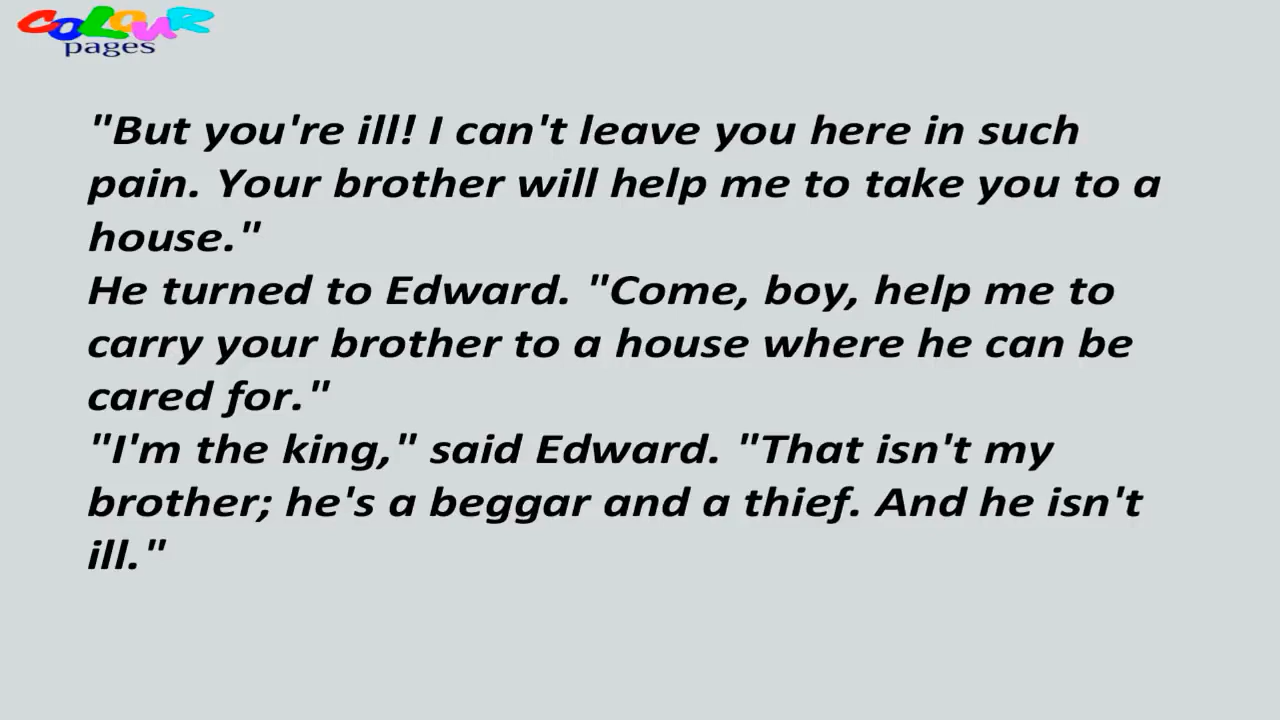 COLOUR
pages
"But you're ill! I can't leave you here in such
pain. Your brother will help me to take you to a
house."
He turned to Edward. "Come, boy, help me to
carry your brother to a house where he can be
cared for."
"I'm the king," said Edward. "That isn't my
brother; he's a beggar and a thief. And he isn't
ill."